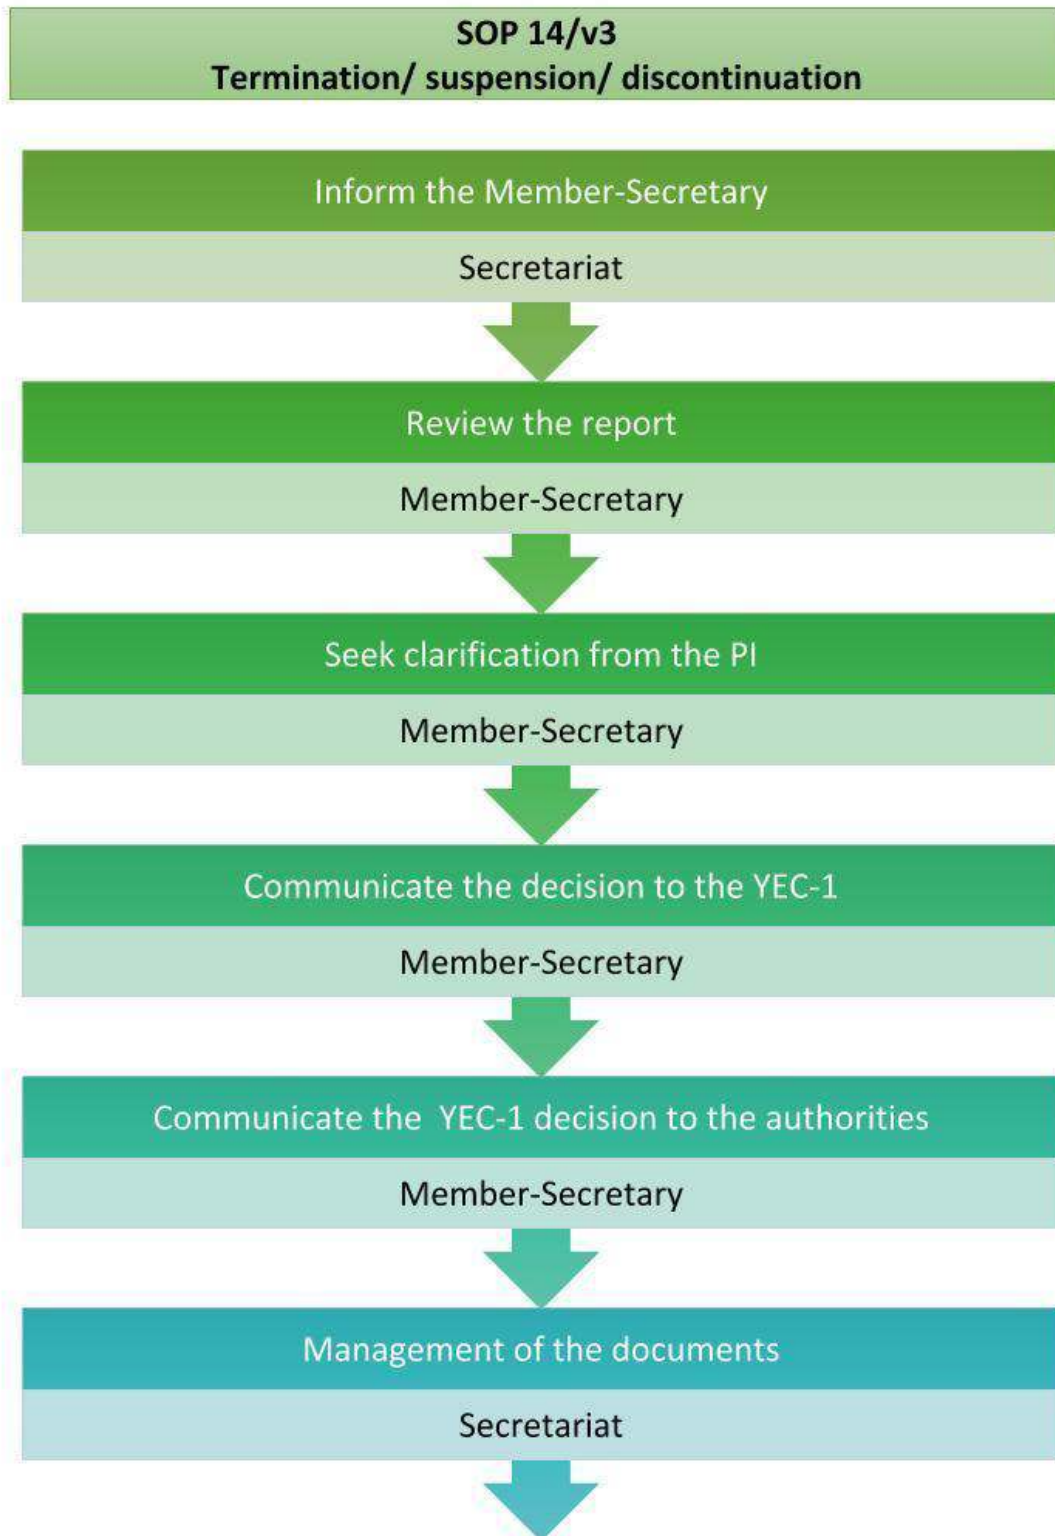 SOP 14/v3
Termination/ suspension/ discontinuation
Inform the Member-Secretary
Secretariat
Review the report
Member-Secretary
Seek clarification from the PI
Member-Secretary
Communicate the decision to the YEC-1
Member-Secretary
Communicate the  YEC-1 decision to the authorities
Member-Secretary
Management of the documents
Secretariat